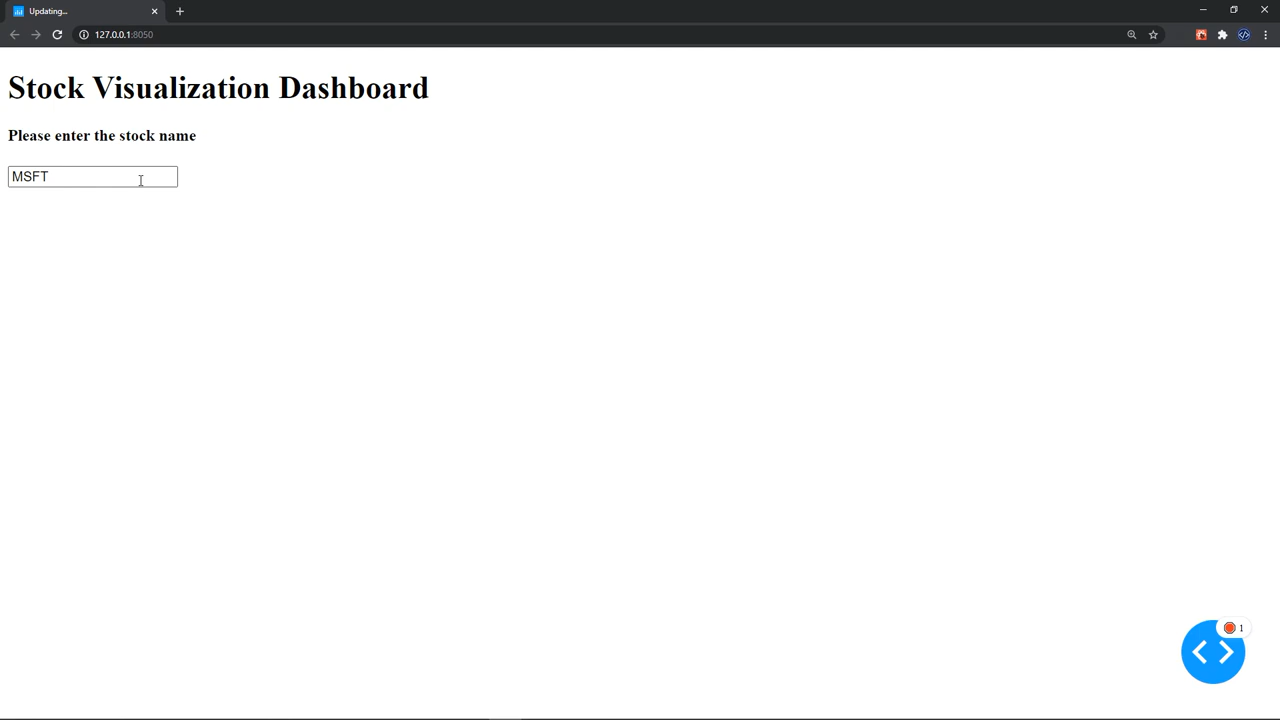 Updating...
127.0.0.1:8050
Stock Visualization Dashboard
Please enter the stock name
MSFT
1